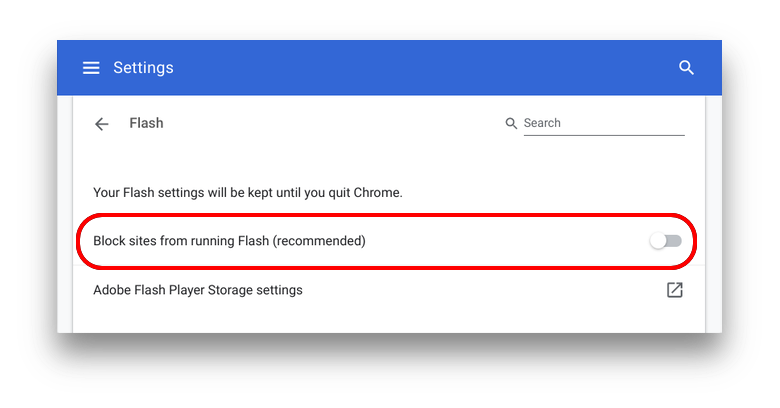 Settings
Flash
Search
Your Flash settings will be kept until you quit Chrome.
Block sites from running Flash (recommended)
Adobe Flash Player Storage settings